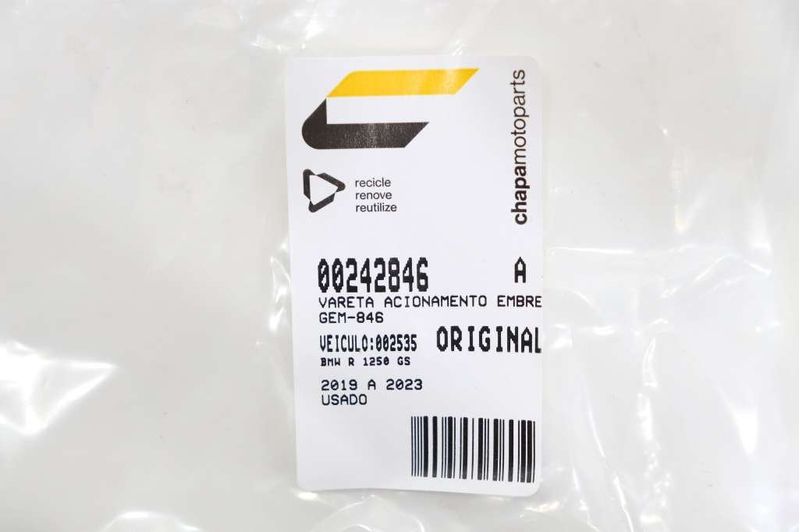 chapamotoparts
recicle
renove
reutilize
00242846 A
VARETA ACIONAMENTO EMBRE
GEM-846
VEICULO:002535 ORIGINAL
BMW R 1250 GS
2019 A 2023
USADO